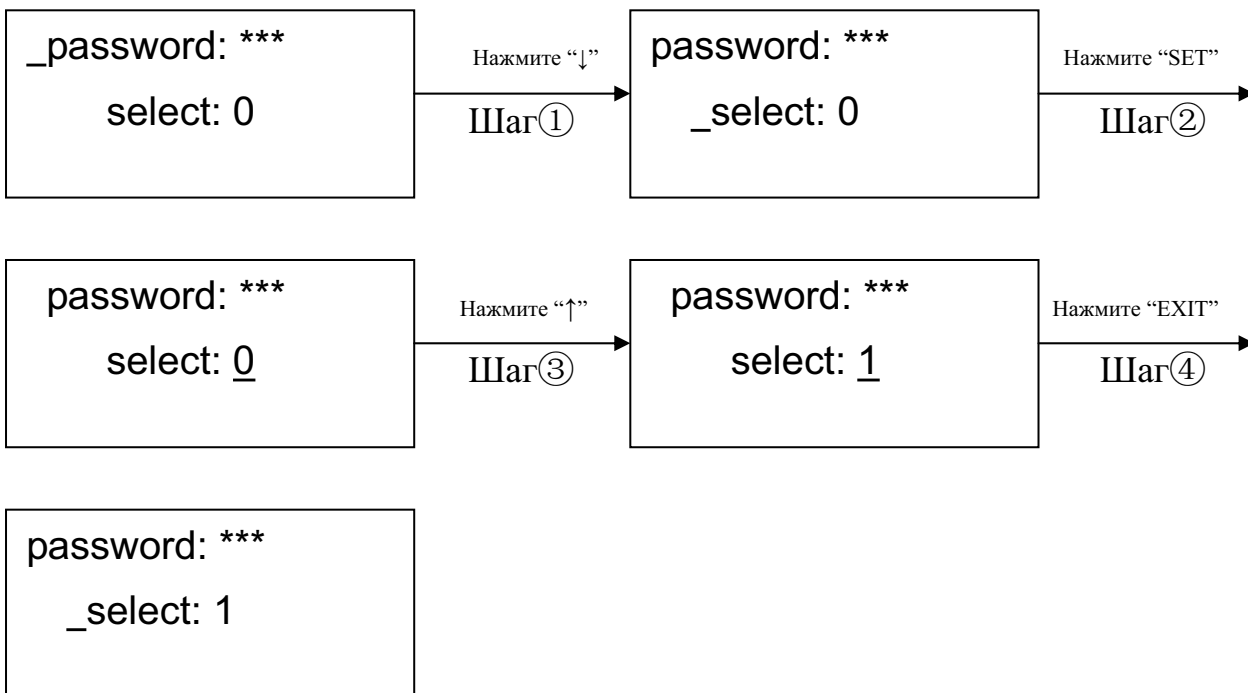 _password: ***
select: 0
Нажмите “↓”
Шаг①
password: ***
_select: 0
Нажмите “SET”
Шаг②
password: ***
select: 0
Нажмите “↑”
Шаг③
password: ***
select: 1
Нажмите “EXIT”
Шаг④
password: ***
_select: 1